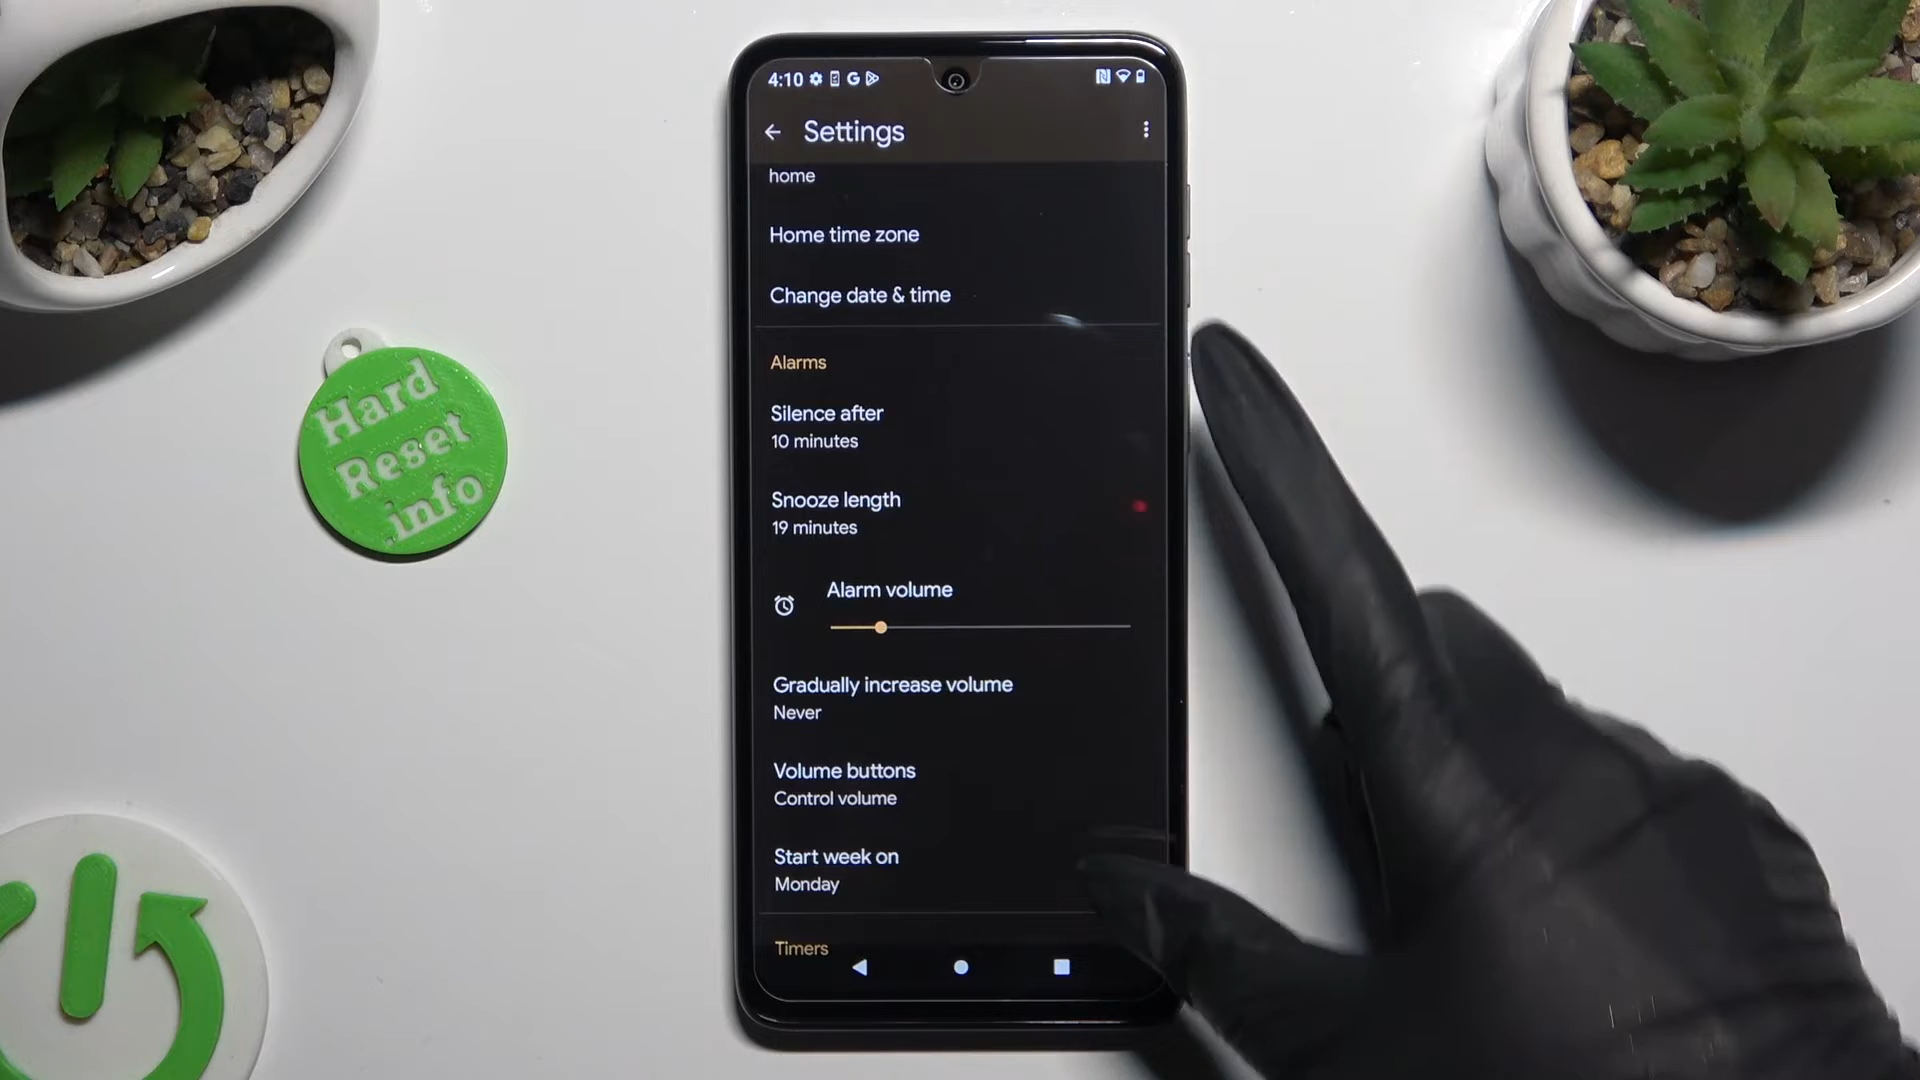 4:10
Settings
home
Home time zone
Change date & time
Alarms
Silence after
10 minutes
Snooze length
19 minutes
Alarm volume
Gradually increase volume
Never
Volume buttons
Control volume
Start week on
Monday
Timers
Hard
Reset
.info